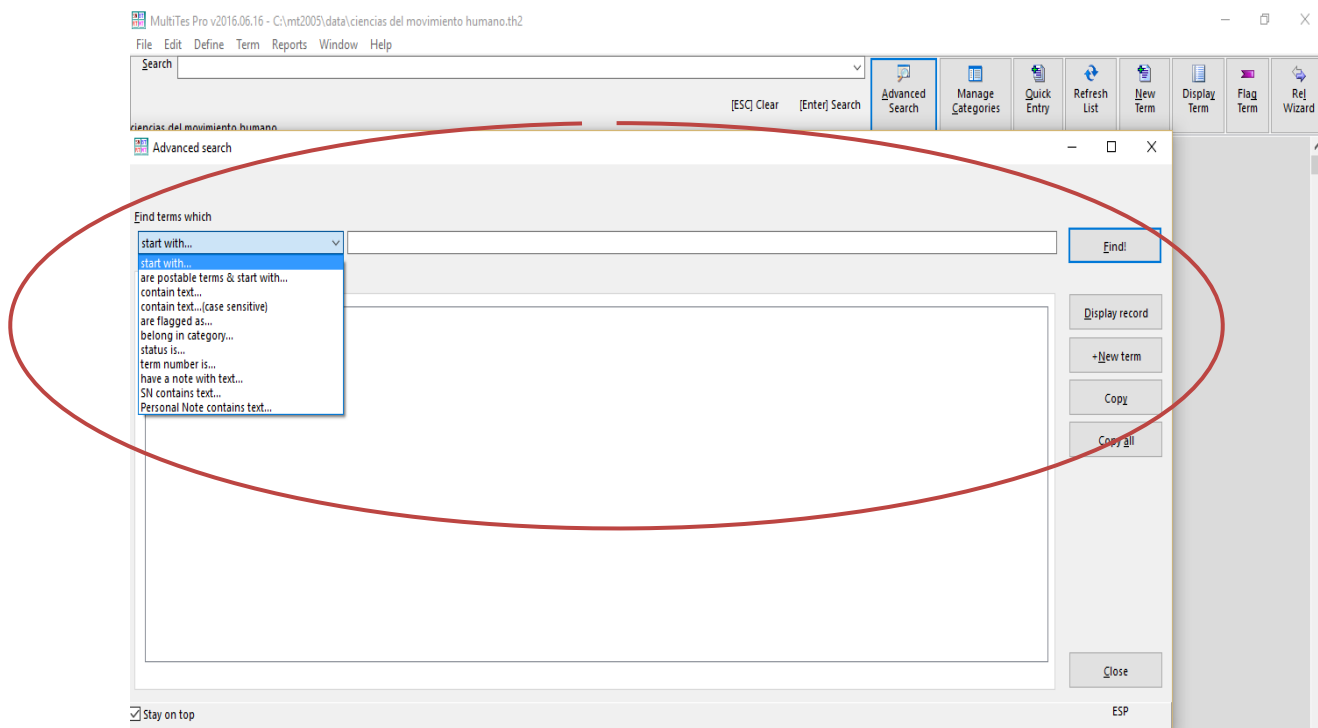 MultiTes Pro v2016.06.16 - C:\mt2005\data\ciencias del movimiento humano.th2
File Edit Define Term Reports Window Help
Search
[ESC] Clear [Enter] Search
Advanced Search
Manage Categories
Quick Entry
Refresh List
New Term
Display Term
Flag Term
Rel Wizard
ciencias del movimiento humano
Advanced search
Find terms which
start with...
Find!
start with...
are postable terms & start with...
contain text...
contain text...(case sensitive)
are flagged as...
belong in category...
status is...
term number is...
have a note with text...
SN contains text...
Personal Note contains text...
Display record
+New term
Copy
Copy all
Close
Stay on top
ESP